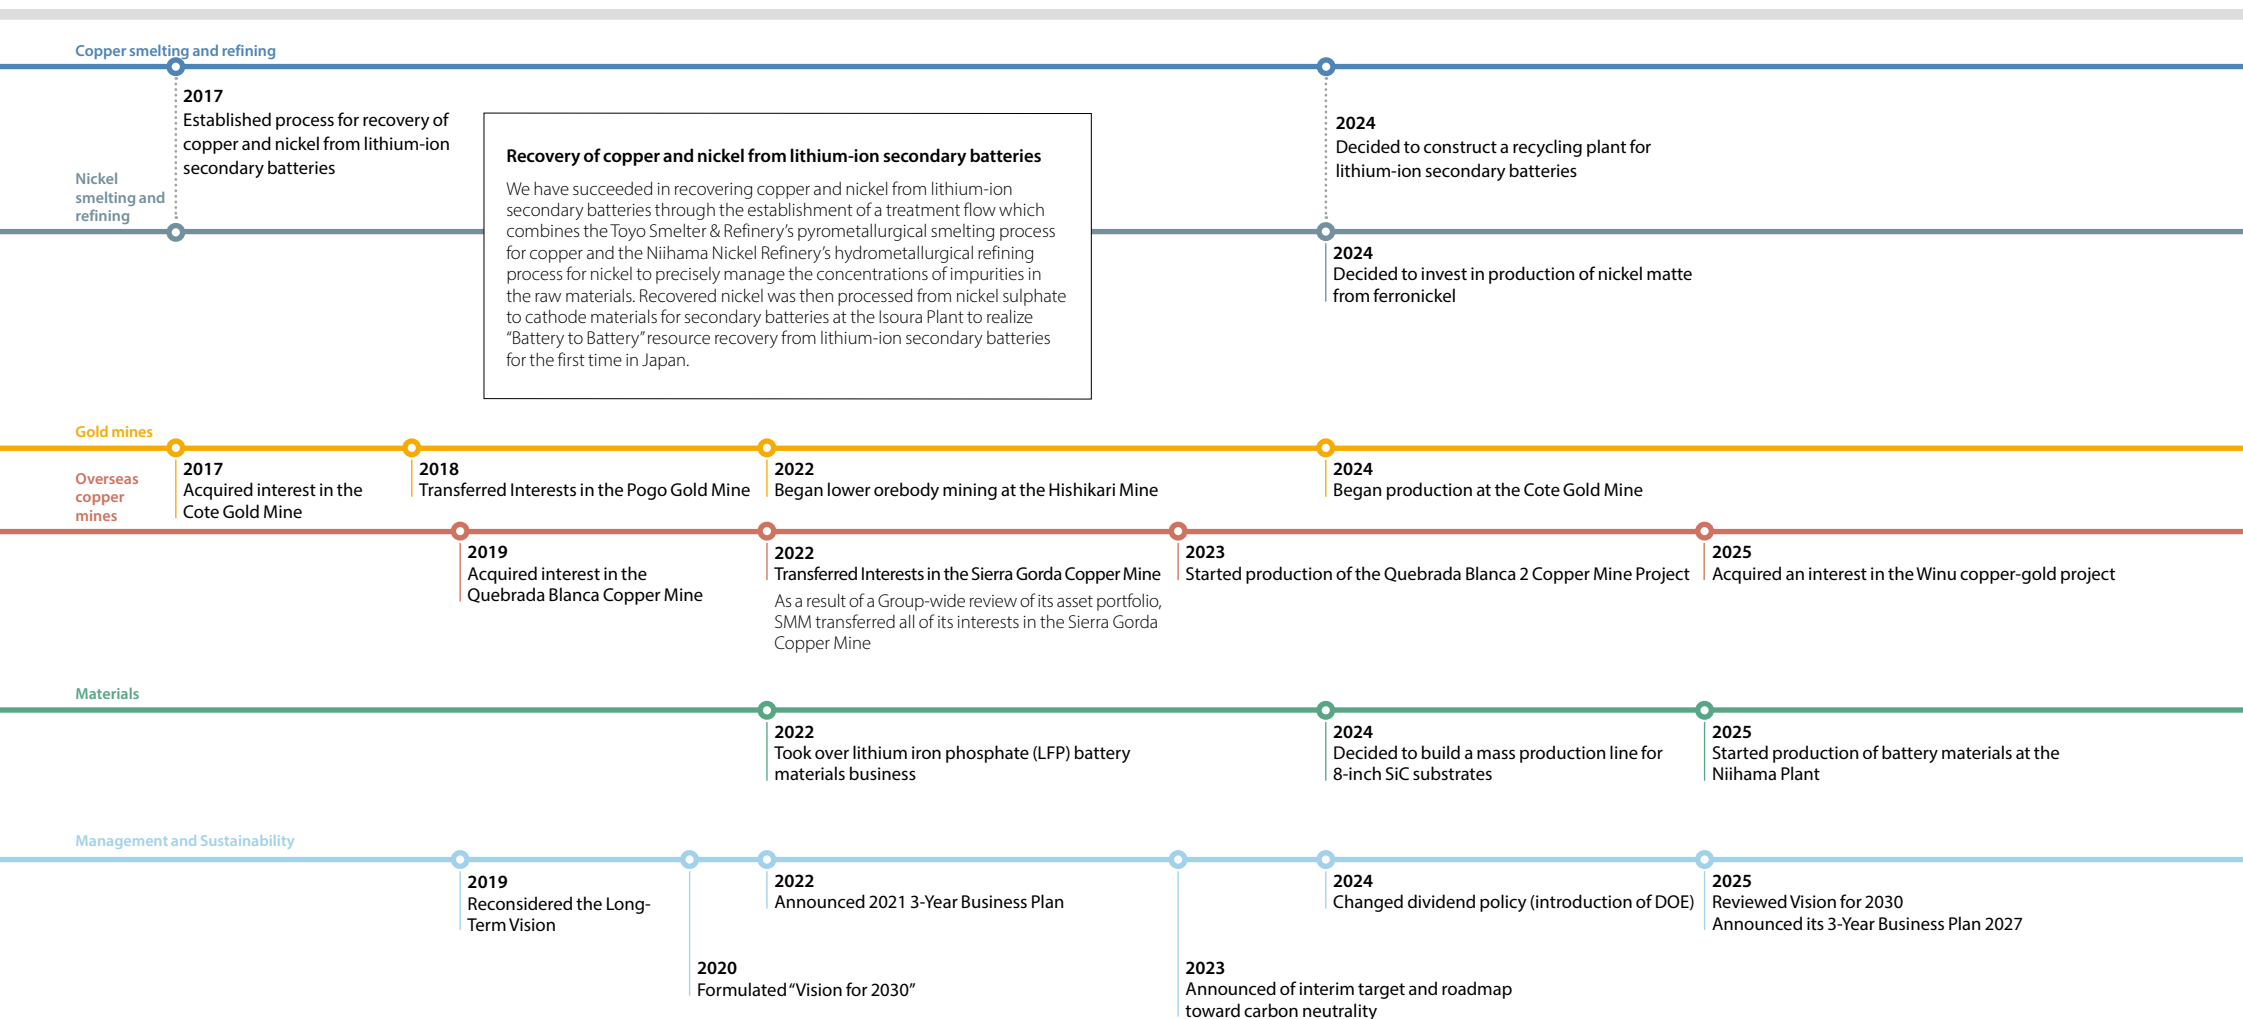 Copper smelting and refining
2017
Established process for recovery of
copper and nickel from lithium-ion
secondary batteries
2024
Decided to construct a recycling plant for
lithium-ion secondary batteries
Nickel
smelting and
refining
Recovery of copper and nickel from lithium-ion secondary batteries
We have succeeded in recovering copper and nickel from lithium-ion
secondary batteries through the establishment of a treatment flow which
combines the Toyo Smelter & Refinery's pyrometallurgical smelting process
for copper and the Niihama Nickel Refinery's hydrometallurgical refining
process for nickel to precisely manage the concentrations of impurities in
the raw materials. Recovered nickel was then processed from nickel sulphate
to cathode materials for secondary batteries at the Isoura Plant to realize
“Battery to Battery” resource recovery from lithium-ion secondary batteries
for the first time in Japan.
2024
Decided to invest in production of nickel matte
from ferronickel
Gold mines
2017
Acquired interest in the
Cote Gold Mine
2018
Transferred Interests in the Pogo Gold Mine
2022
Began lower orebody mining at the Hishikari Mine
2024
Began production at the Cote Gold Mine
Overseas
copper
mines
2019
Acquired interest in the
Quebrada Blanca Copper Mine
2022
Transferred Interests in the Sierra Gorda Copper Mine
As a result of a Group-wide review of its asset portfolio,
SMM transferred all of its interests in the Sierra Gorda
Copper Mine
2023
Started production of the Quebrada Blanca 2 Copper Mine Project
2025
Acquired an interest in the Winu copper-gold project
Materials
2022
Took over lithium iron phosphate (LFP) battery
materials business
2024
Decided to build a mass production line for
8-inch SiC substrates
2025
Started production of battery materials at the
Niihama Plant
Management and Sustainability
2019
Reconsidered the Long-
Term Vision
2020
Formulated “Vision for 2030”
2022
Announced 2021 3-Year Business Plan
2023
Announced of interim target and roadmap
toward carbon neutrality
2024
Changed dividend policy (introduction of DOE)
2025
Reviewed Vision for 2030
Announced its 3-Year Business Plan 2027